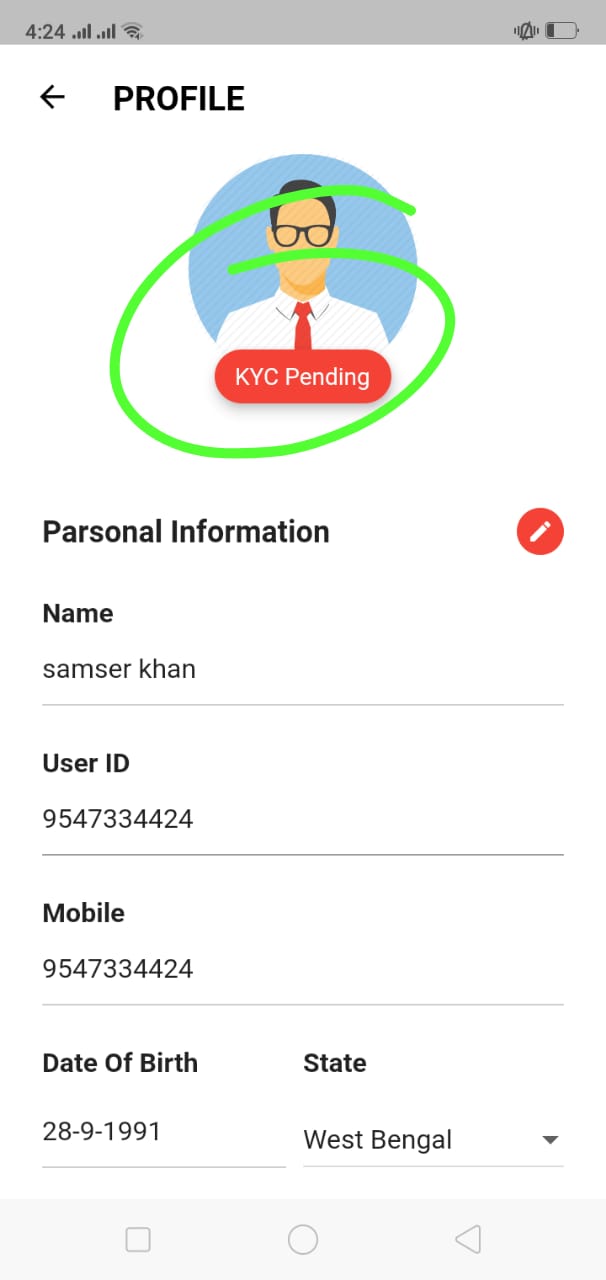 4:24
PROFILE
KYC Pending
Parsonal Information
Name
samser khan
User ID
9547334424
Mobile
9547334424
Date Of Birth State
28-9-1991 West Bengal